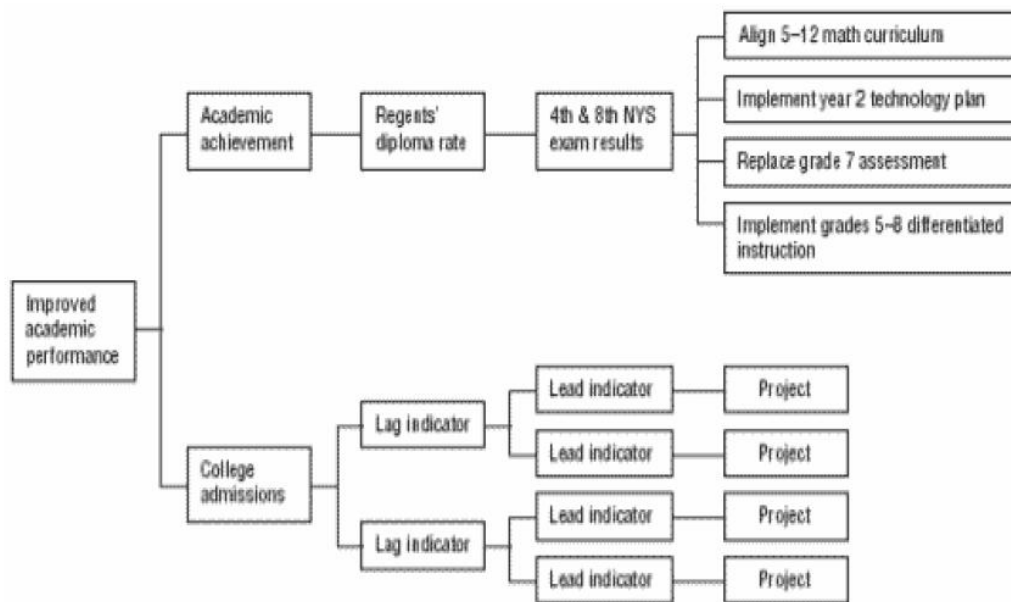 Align 5–12 math curriculum
Implement year 2 technology plan
Academic
achievement
Regents'
diploma rate
4th & 8th NYS
exam results
Replace grade 7 assessment
Implement grades 5–8 differentiated
instruction
Improved
academic
performance
Lead indicator
Project
Lag indicator
Lead indicator
Project
College
admissions
Lead indicator
Project
Lag indicator
Lead indicator
Project